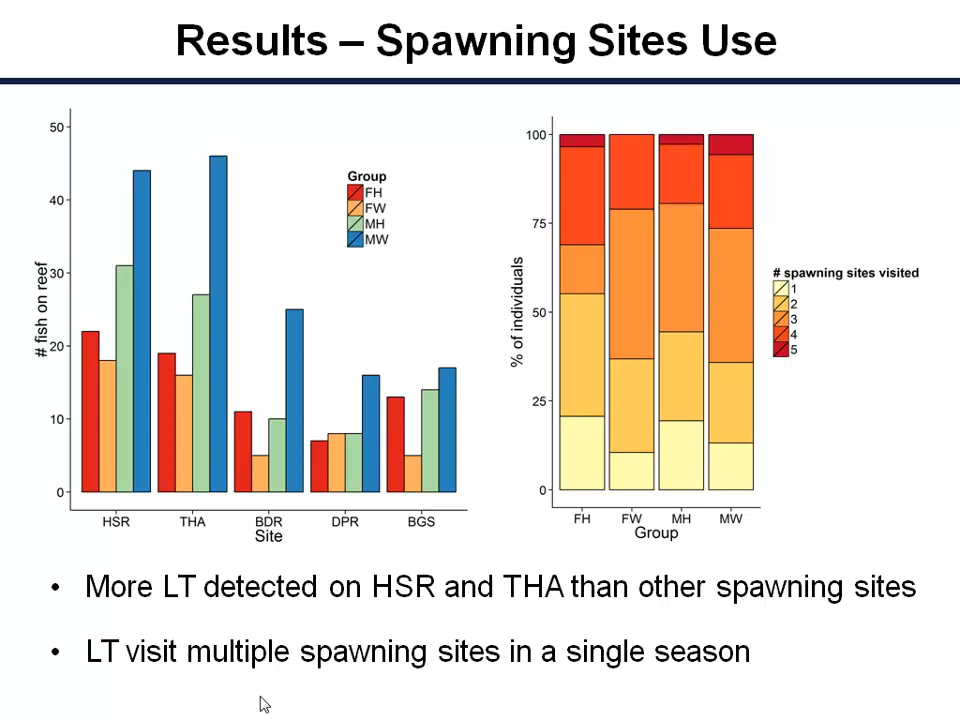 Results – Spawning Sites Use
50
40
30
20
10
0
# fish on reef
HSR THA BDR DPR BGS
Site
Group
FH
FW
MH
MW
100
75
50
25
0
% of individuals
FH FW MH MW
Group
# spawning sites visited
1
2
3
4
5
• More LT detected on HSR and THA than other spawning sites
• LT visit multiple spawning sites in a single season